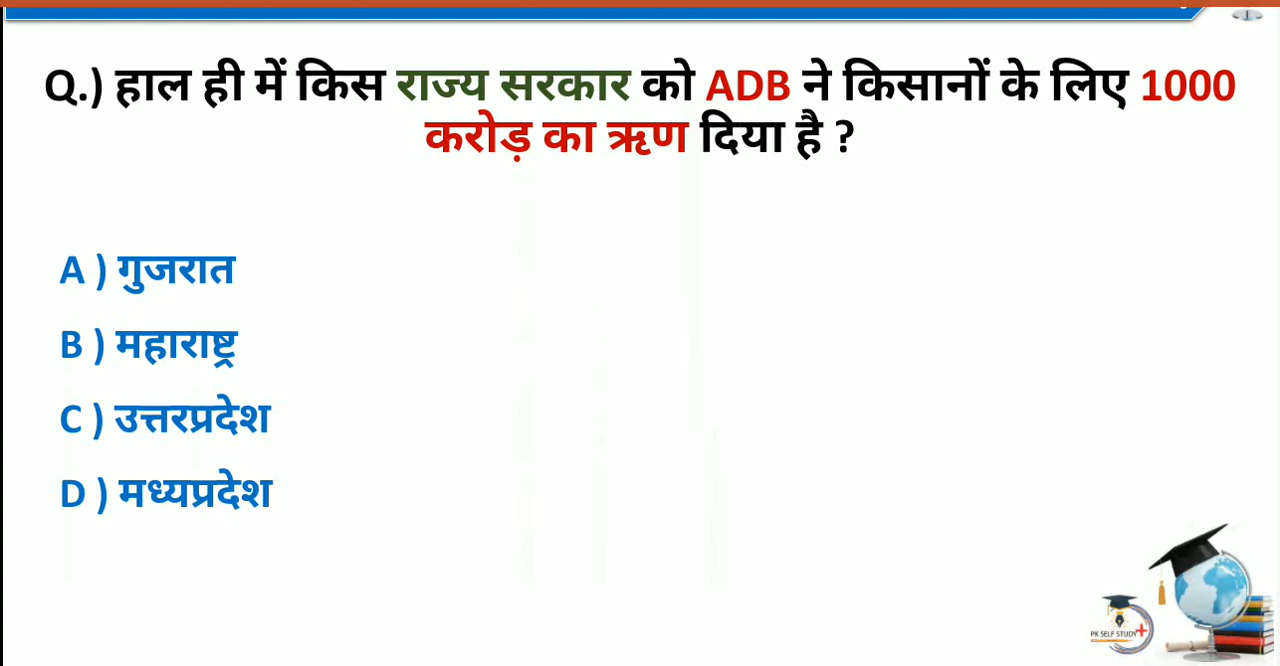 Q.) हाल ही में किस राज्य सरकार को ADB ने किसानों के लिए 1000
करोड़ का ऋण दिया है ?
A ) गुजरात
B ) महाराष्ट्र
C ) उत्तरप्रदेश
D ) मध्यप्रदेश
PK SELF STUDY